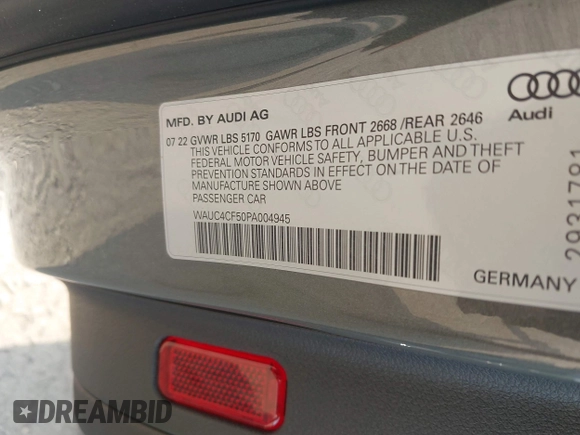 MFD. BY AUDI AG
07 22 GVWR LBS 5170 GAWR LBS FRONT 2668 /REAR 2646
THIS VEHICLE CONFORMS TO ALL APPLICABLE U.S.
FEDERAL MOTOR VEHICLE SAFETY, BUMPER AND THEFT
PREVENTION STANDARDS IN EFFECT ON THE DATE OF
MANUFACTURE SHOWN ABOVE
PASSENGER CAR
WAUC4CF50PA004945
Audi
2921791
GERMANY
DREAMBID